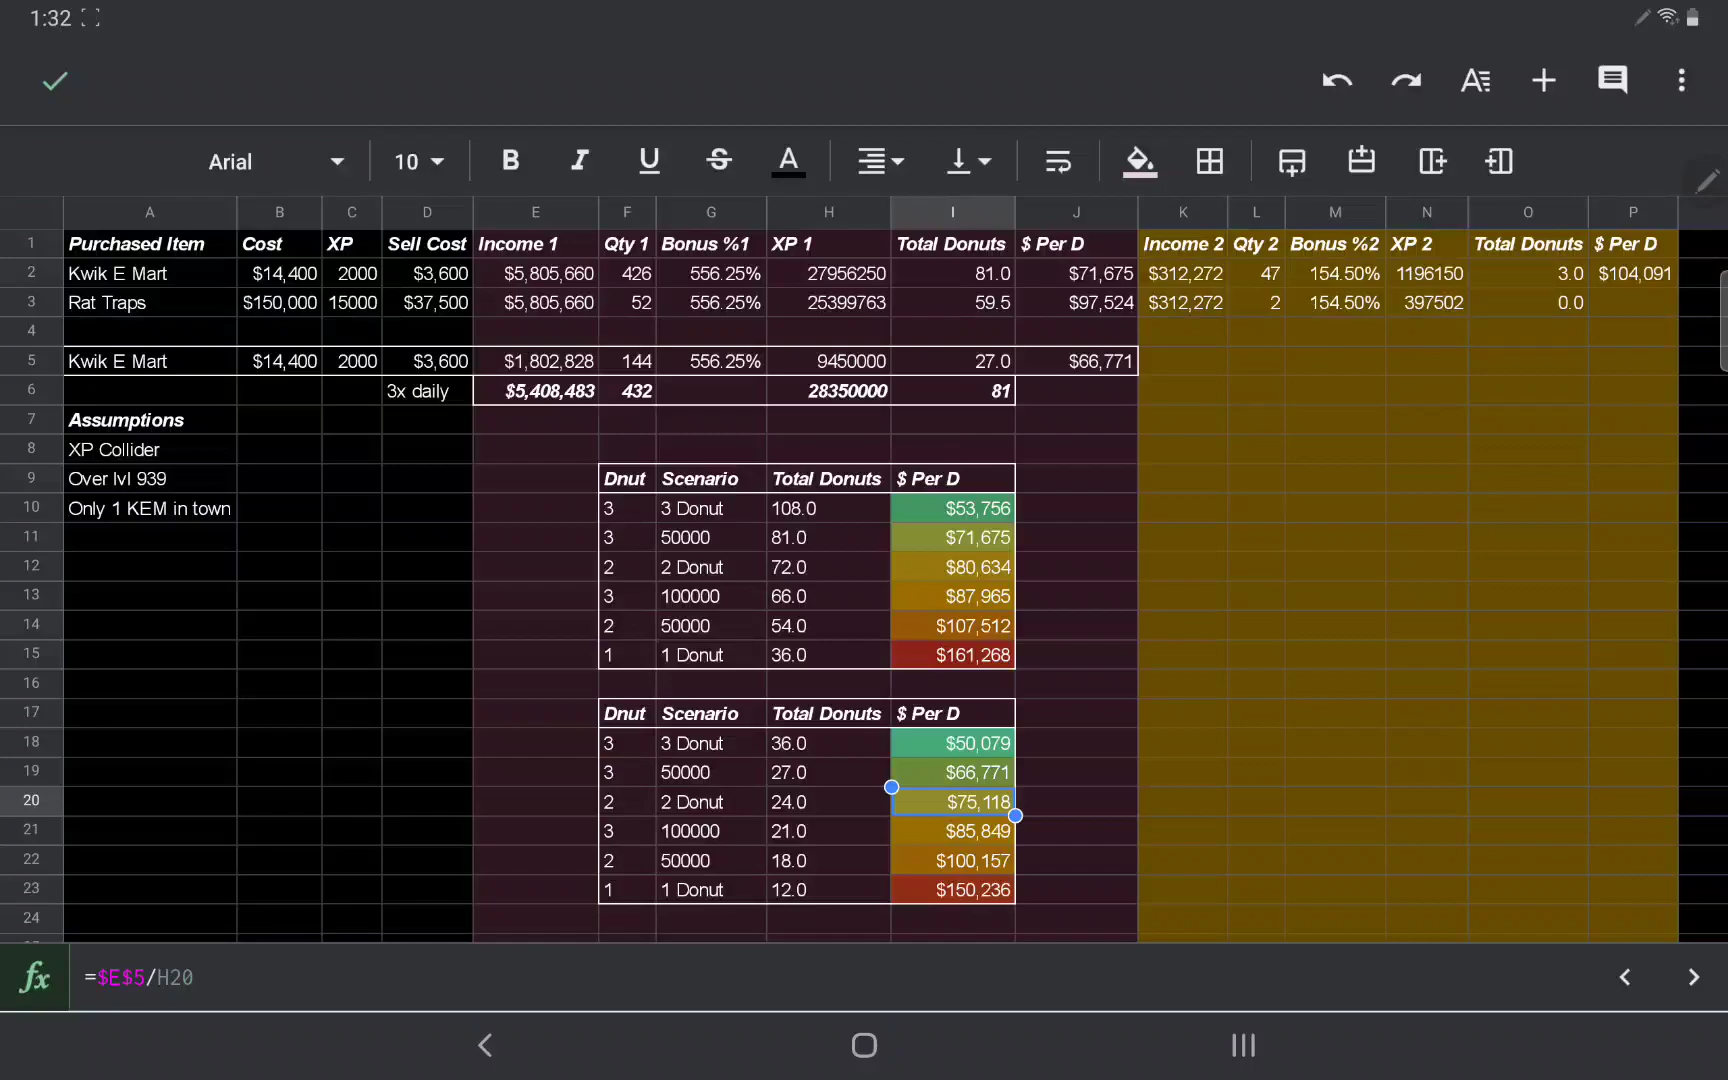 1:32
Arial 10 B I U S A
A B C D E F G H I J K L M N O P
1 Purchased Item Cost XP Sell Cost Income 1 Qty 1 Bonus %1 XP 1 Total Donuts $ Per D Income 2 Qty 2 Bonus %2 XP 2 Total Donuts $ Per D
2 Kwik E Mart $14,400 2000 $3,600 $5,805,660 426 556.25% 27956250 81.0 $71,675 $312,272 47 154.50% 1196150 3.0 $104,091
3 Rat Traps $150,000 15000 $37,500 $5,805,660 52 556.25% 25399763 59.5 $97,524 $312,272 2 154.50% 397502 0.0
4
5 Kwik E Mart $14,400 2000 $3,600 $1,802,828 144 556.25% 9450000 27.0 $66,771
6 3x daily $5,408,483 432 28350000 81
7 Assumptions
8 XP Collider
9 Over lvl 939 Dnut Scenario Total Donuts $ Per D
10 Only 1 KEM in town 3 3 Donut 108.0 $53,756
11 3 50000 81.0 $71,675
12 2 2 Donut 72.0 $80,634
13 3 100000 66.0 $87,965
14 2 50000 54.0 $107,512
15 1 1 Donut 36.0 $161,268
16
17 Dnut Scenario Total Donuts $ Per D
18 3 3 Donut 36.0 $50,079
19 3 50000 27.0 $66,771
20 2 2 Donut 24.0 $75,118
21 3 100000 21.0 $85,849
22 2 50000 18.0 $100,157
23 1 1 Donut 12.0 $150,236
24
fx =$E$5/H20